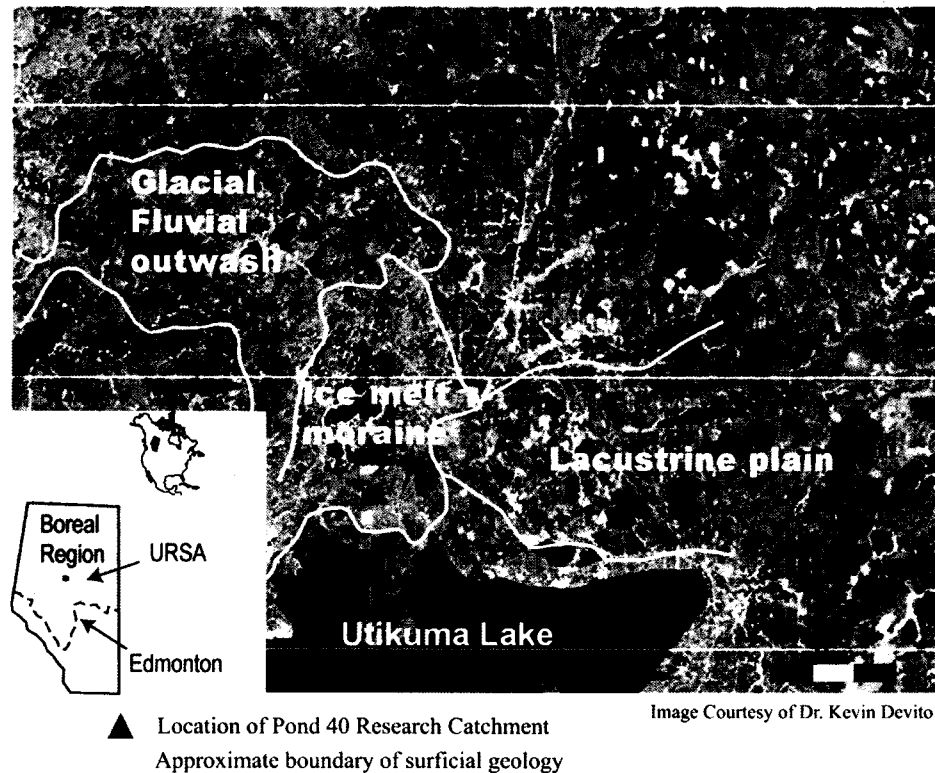 Glacial
Fluvial
outwash
Ice melt
moraine
Lacustrine plain
Boreal
Region
URSA
Edmonton
Utikuma Lake
Image Courtesy of Dr. Kevin Devito
Location of Pond 40 Research Catchment
Approximate boundary of surficial geology